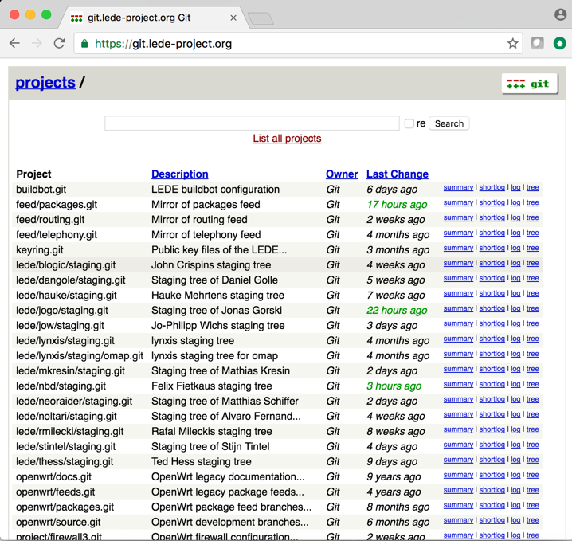 git.lede-project.org Git
https://git.lede-project.org
projects /
git
re Search
List all projects
Project Description Owner Last Change
buildbot.git LEDE buildbot configuration Git 6 days ago summary | shortlog | log | tree
feed/packages.git Mirror of packages feed Git 17 hours ago summary | shortlog | log | tree
feed/routing.git Mirror of routing feed Git 2 weeks ago summary | shortlog | log | tree
feed/telephony.git Mirror of telephony feed Git 4 months ago summary | shortlog | log | tree
keyring.git Public key files of the LEDE... Git 3 months ago summary | shortlog | log | tree
lede/blogic/staging.git John Crispins staging tree Git 4 weeks ago summary | shortlog | log | tree
lede/dangole/staging.git Staging tree of Daniel Golle Git 5 weeks ago summary | shortlog | log | tree
lede/hauke/staging.git Hauke Mehrtens staging tree Git 7 weeks ago summary | shortlog | log | tree
lede/jogo/staging.git Staging tree of Jonas Gorski Git 22 hours ago summary | shortlog | log | tree
lede/jow/staging.git Jo-Philipp Wichs staging tree Git 3 days ago summary | shortlog | log | tree
lede/lynxis/staging.git lynxis staging tree Git 4 months ago summary | shortlog | log | tree
lede/lynxis/staging/omap.git lynxis staging tree for omap Git 4 months ago summary | shortlog | log | tree
lede/mkresin/staging.git Staging tree of Mathias Kresin Git 2 days ago summary | shortlog | log | tree
lede/nbd/staging.git Felix Fietkaus staging tree Git 3 hours ago summary | shortlog | log | tree
lede/neoraider/staging.git Staging tree of Matthias Schiffer Git 2 days ago summary | shortlog | log | tree
lede/noltari/staging.git Staging tree of Álvaro Fernand... Git 4 weeks ago summary | shortlog | log | tree
lede/rmilecki/staging.git Rafał Miłeckis staging tree Git 8 weeks ago summary | shortlog | log | tree
lede/stintel/staging.git Staging tree of Stijn Tintel Git 4 days ago summary | shortlog | log | tree
lede/thess/staging.git Ted Hess staging tree Git 9 days ago summary | shortlog | log | tree
openwrt/docs.git OpenWrt legacy documentation... Git 9 years ago summary | shortlog | log | tree
openwrt/feeds.git OpenWrt legacy package feeds... Git 4 years ago summary | shortlog | log | tree
openwrt/packages.git OpenWrt package feed branches... Git 8 months ago summary | shortlog | log | tree
openwrt/source.git OpenWrt development branches... Git 6 months ago summary | shortlog | log | tree
project/firewall3.git OpenWrt firewall configuration... Git 2 weeks ago summary | shortlog | log | tree